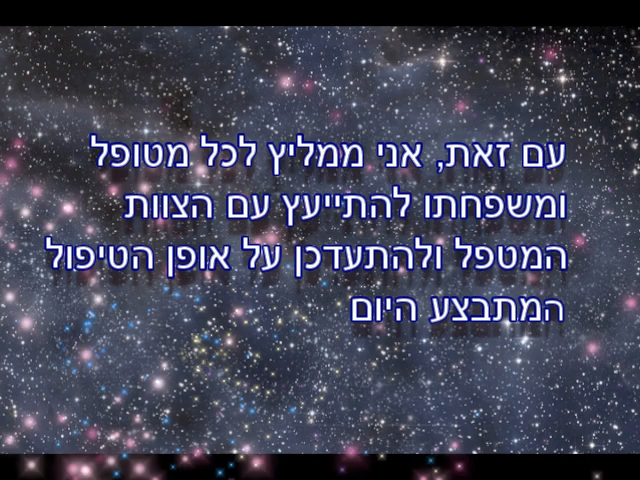 עם זאת, אני ממליץ לכל מטופל
ומשפחתו להתייעץ עם הצוות
המטפל ולהתעדכן על אופן הטיפול
המתבצע היום